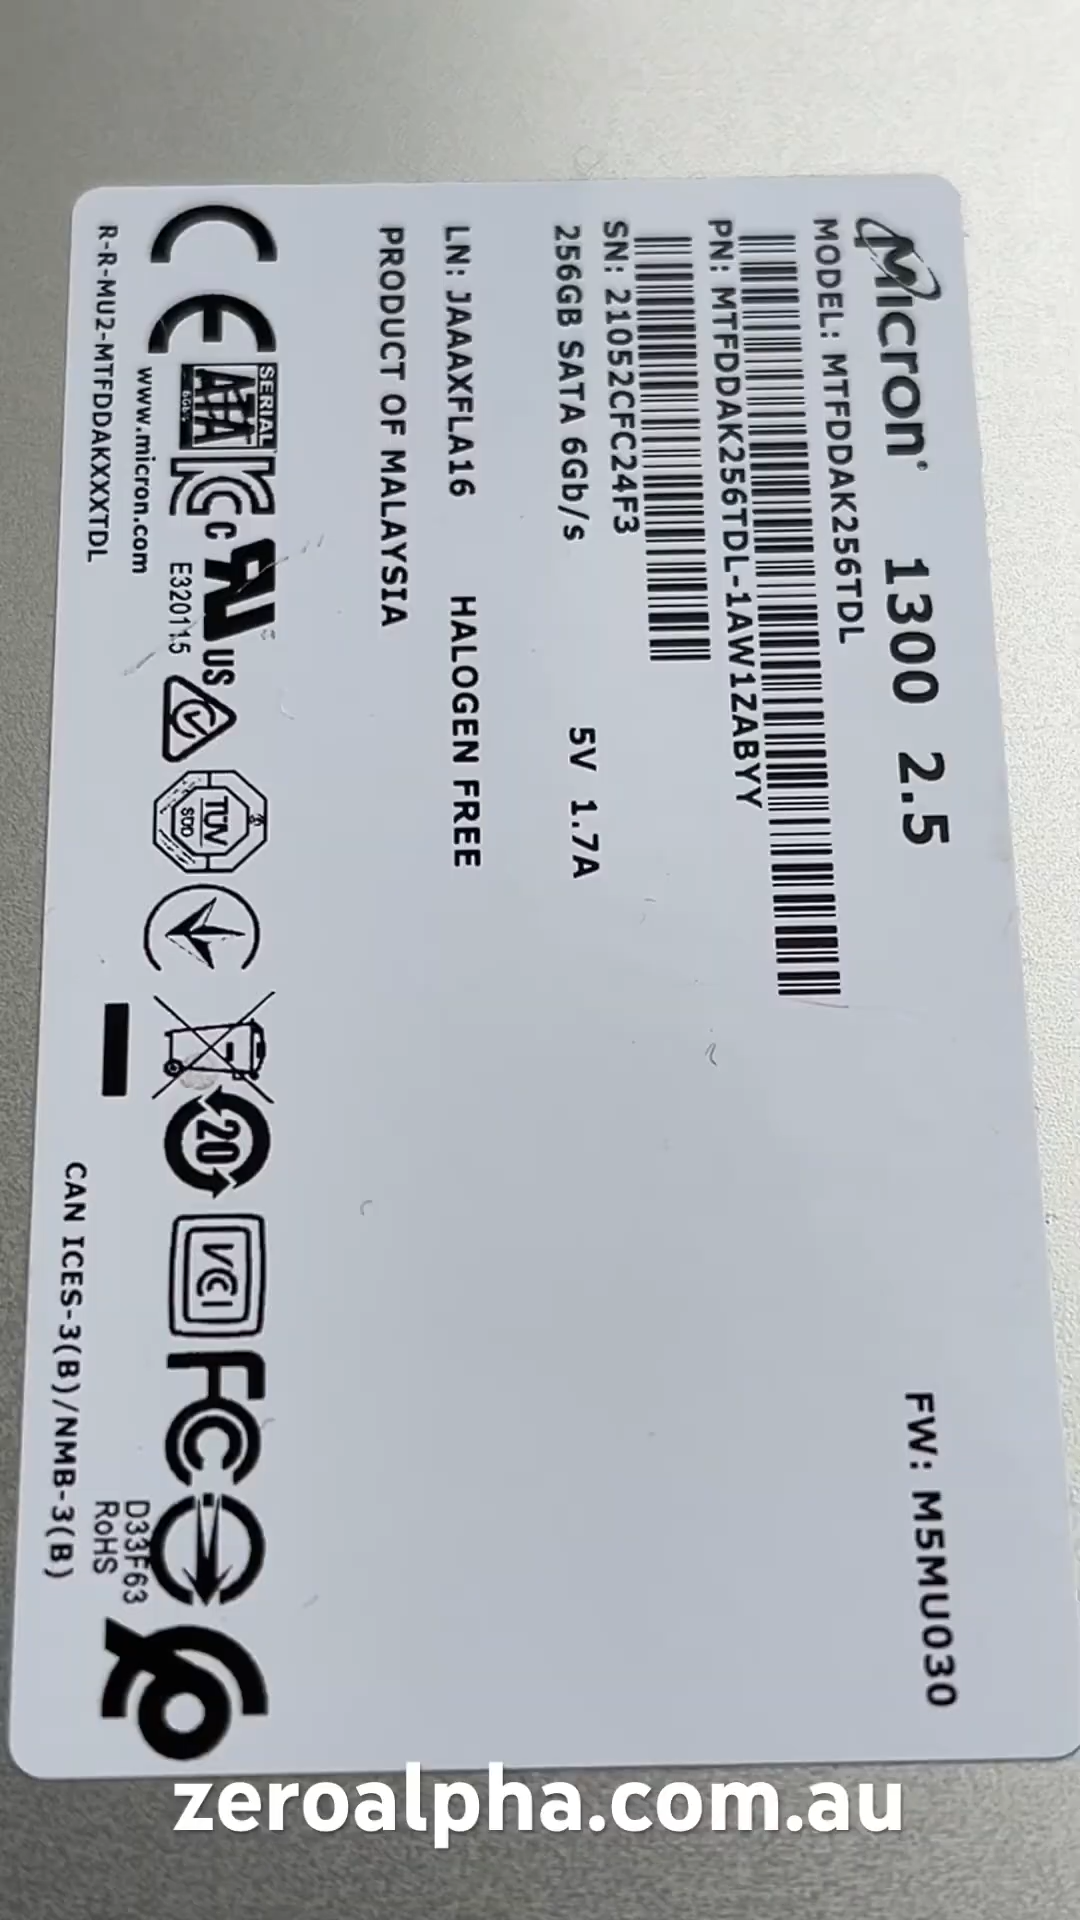 Micron® 1300 2.5
FW: M5MU030
MODEL: MTFDDAK256TDL
PN: MTFDDAK256TDL-1AW1ZABYY
SN: 21052CFC24F3
256GB SATA 6Gb/s 5V 1.7A
LN: JAAAXFLA16 HALOGEN FREE
PRODUCT OF MALAYSIA
CE
SERIAL
ATA
6Gb/s
C
US
E320115
TÜV
SÜD
20
VCI
FC
D33F63
RoHS
www.micron.com
R-R-MU2-MTFDDAKXXXTDL
CAN ICES-3(B)/NMB-3(B)
zeroalpha.com.au